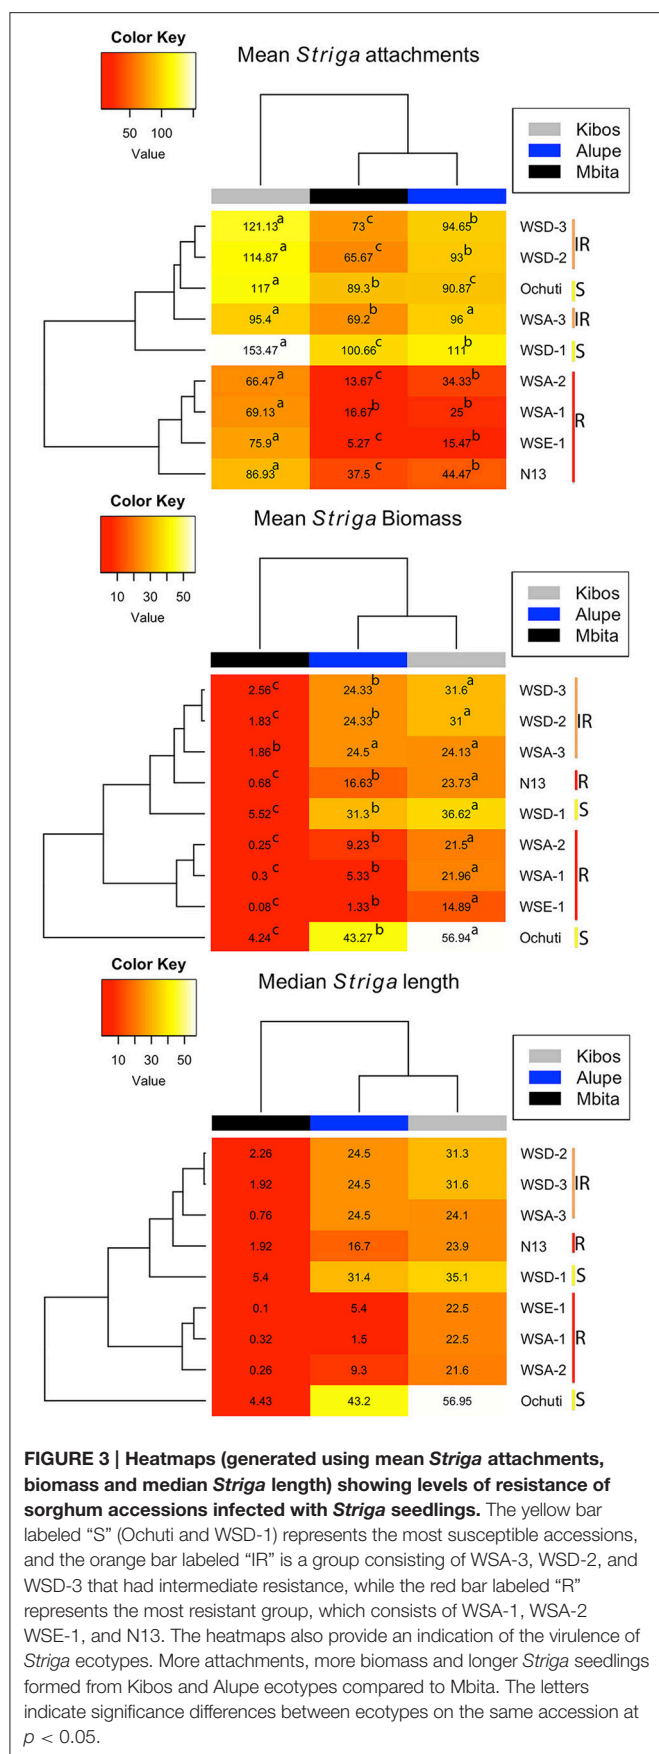 Color Key
Mean Striga attachments
50 100
Value
Kibos
Alupe
Mbita
121.13a 73c 94.65b WSD-3
114.87a 65.67c 93b WSD-2
IR
117a 89.3b 90.87c Ochuti S
95.4a 69.2b 96a WSA-3 IR
153.47a 100.66c 111b WSD-1 S
66.47a 13.67c 34.33b WSA-2
69.13a 16.67b 25b WSA-1
R
75.9a 5.27c 15.47b WSE-1
86.93a 37.5c 44.47b N13
Color Key
Mean Striga Biomass
10 30 50
Value
Kibos
Alupe
Mbita
2.56c 24.33b 31.6a WSD-3
1.83c 24.33b 31a WSD-2
IR
1.86b 24.5a 24.13a WSA-3
0.68c 16.63b 23.73a N13 R
5.52c 31.3b 36.62a WSD-1 S
0.25c 9.23b 21.5a WSA-2
0.3c 5.33b 21.96a WSA-1 R
0.08c 1.33b 14.89a WSE-1
4.24c 43.27b 56.94a Ochuti S
Color Key
Median Striga length
10 30 50
Value
Kibos
Alupe
Mbita
2.26 24.5 31.3 WSD-2
1.92 24.5 31.6 WSD-3 IR
0.76 24.5 24.1 WSA-3
1.92 16.7 23.9 N13 R
5.4 31.4 35.1 WSD-1 S
0.1 5.4 22.5 WSE-1
0.32 1.5 22.5 WSA-1 R
0.26 9.3 21.6 WSA-2
4.43 43.2 56.95 Ochuti S
FIGURE 3 | Heatmaps (generated using mean Striga attachments,
biomass and median Striga length) showing levels of resistance of
sorghum accessions infected with Striga seedlings. The yellow bar
labeled “S” (Ochuti and WSD-1) represents the most susceptible accessions,
and the orange bar labeled “IR” is a group consisting of WSA-3, WSD-2, and
WSD-3 that had intermediate resistance, while the red bar labeled “R”
represents the most resistant group, which consists of WSA-1, WSA-2
WSE-1, and N13. The heatmaps also provide an indication of the virulence of
Striga ecotypes. More attachments, more biomass and longer Striga seedlings
formed from Kibos and Alupe ecotypes compared to Mbita. The letters
indicate significance differences between ecotypes on the same accession at
p < 0.05.